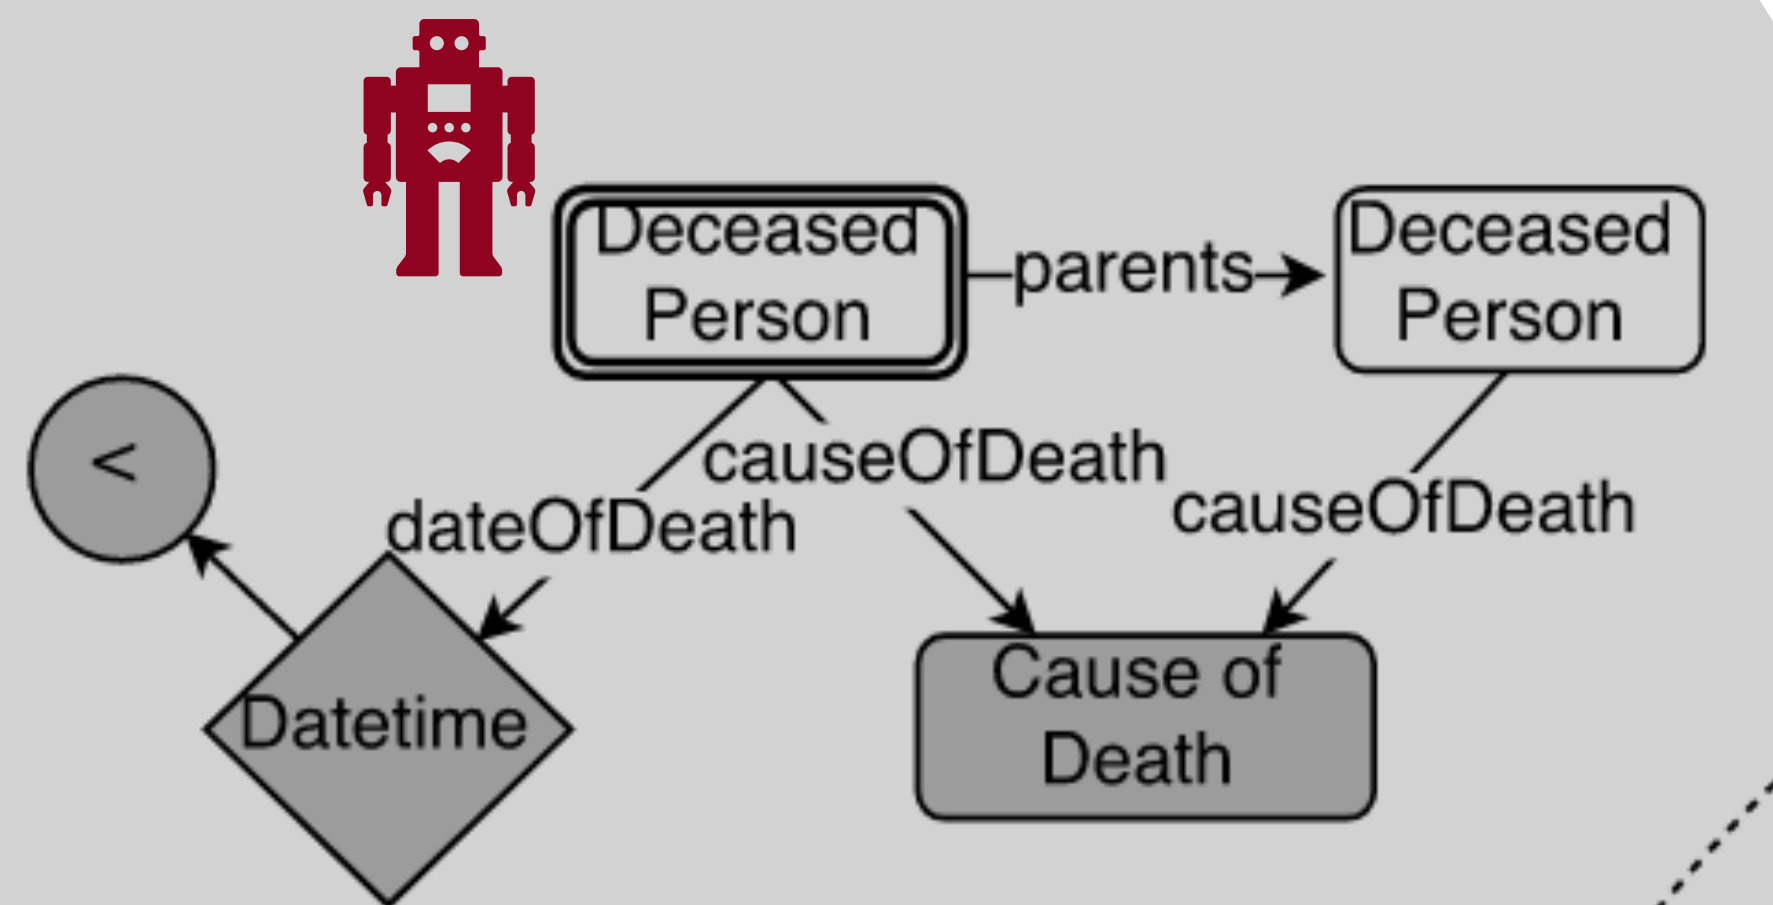 Deceased
Person
parents
Deceased
Person
<
causeOfDeath
causeOfDeath
dateOfDeath
Datetime
Cause of
Death